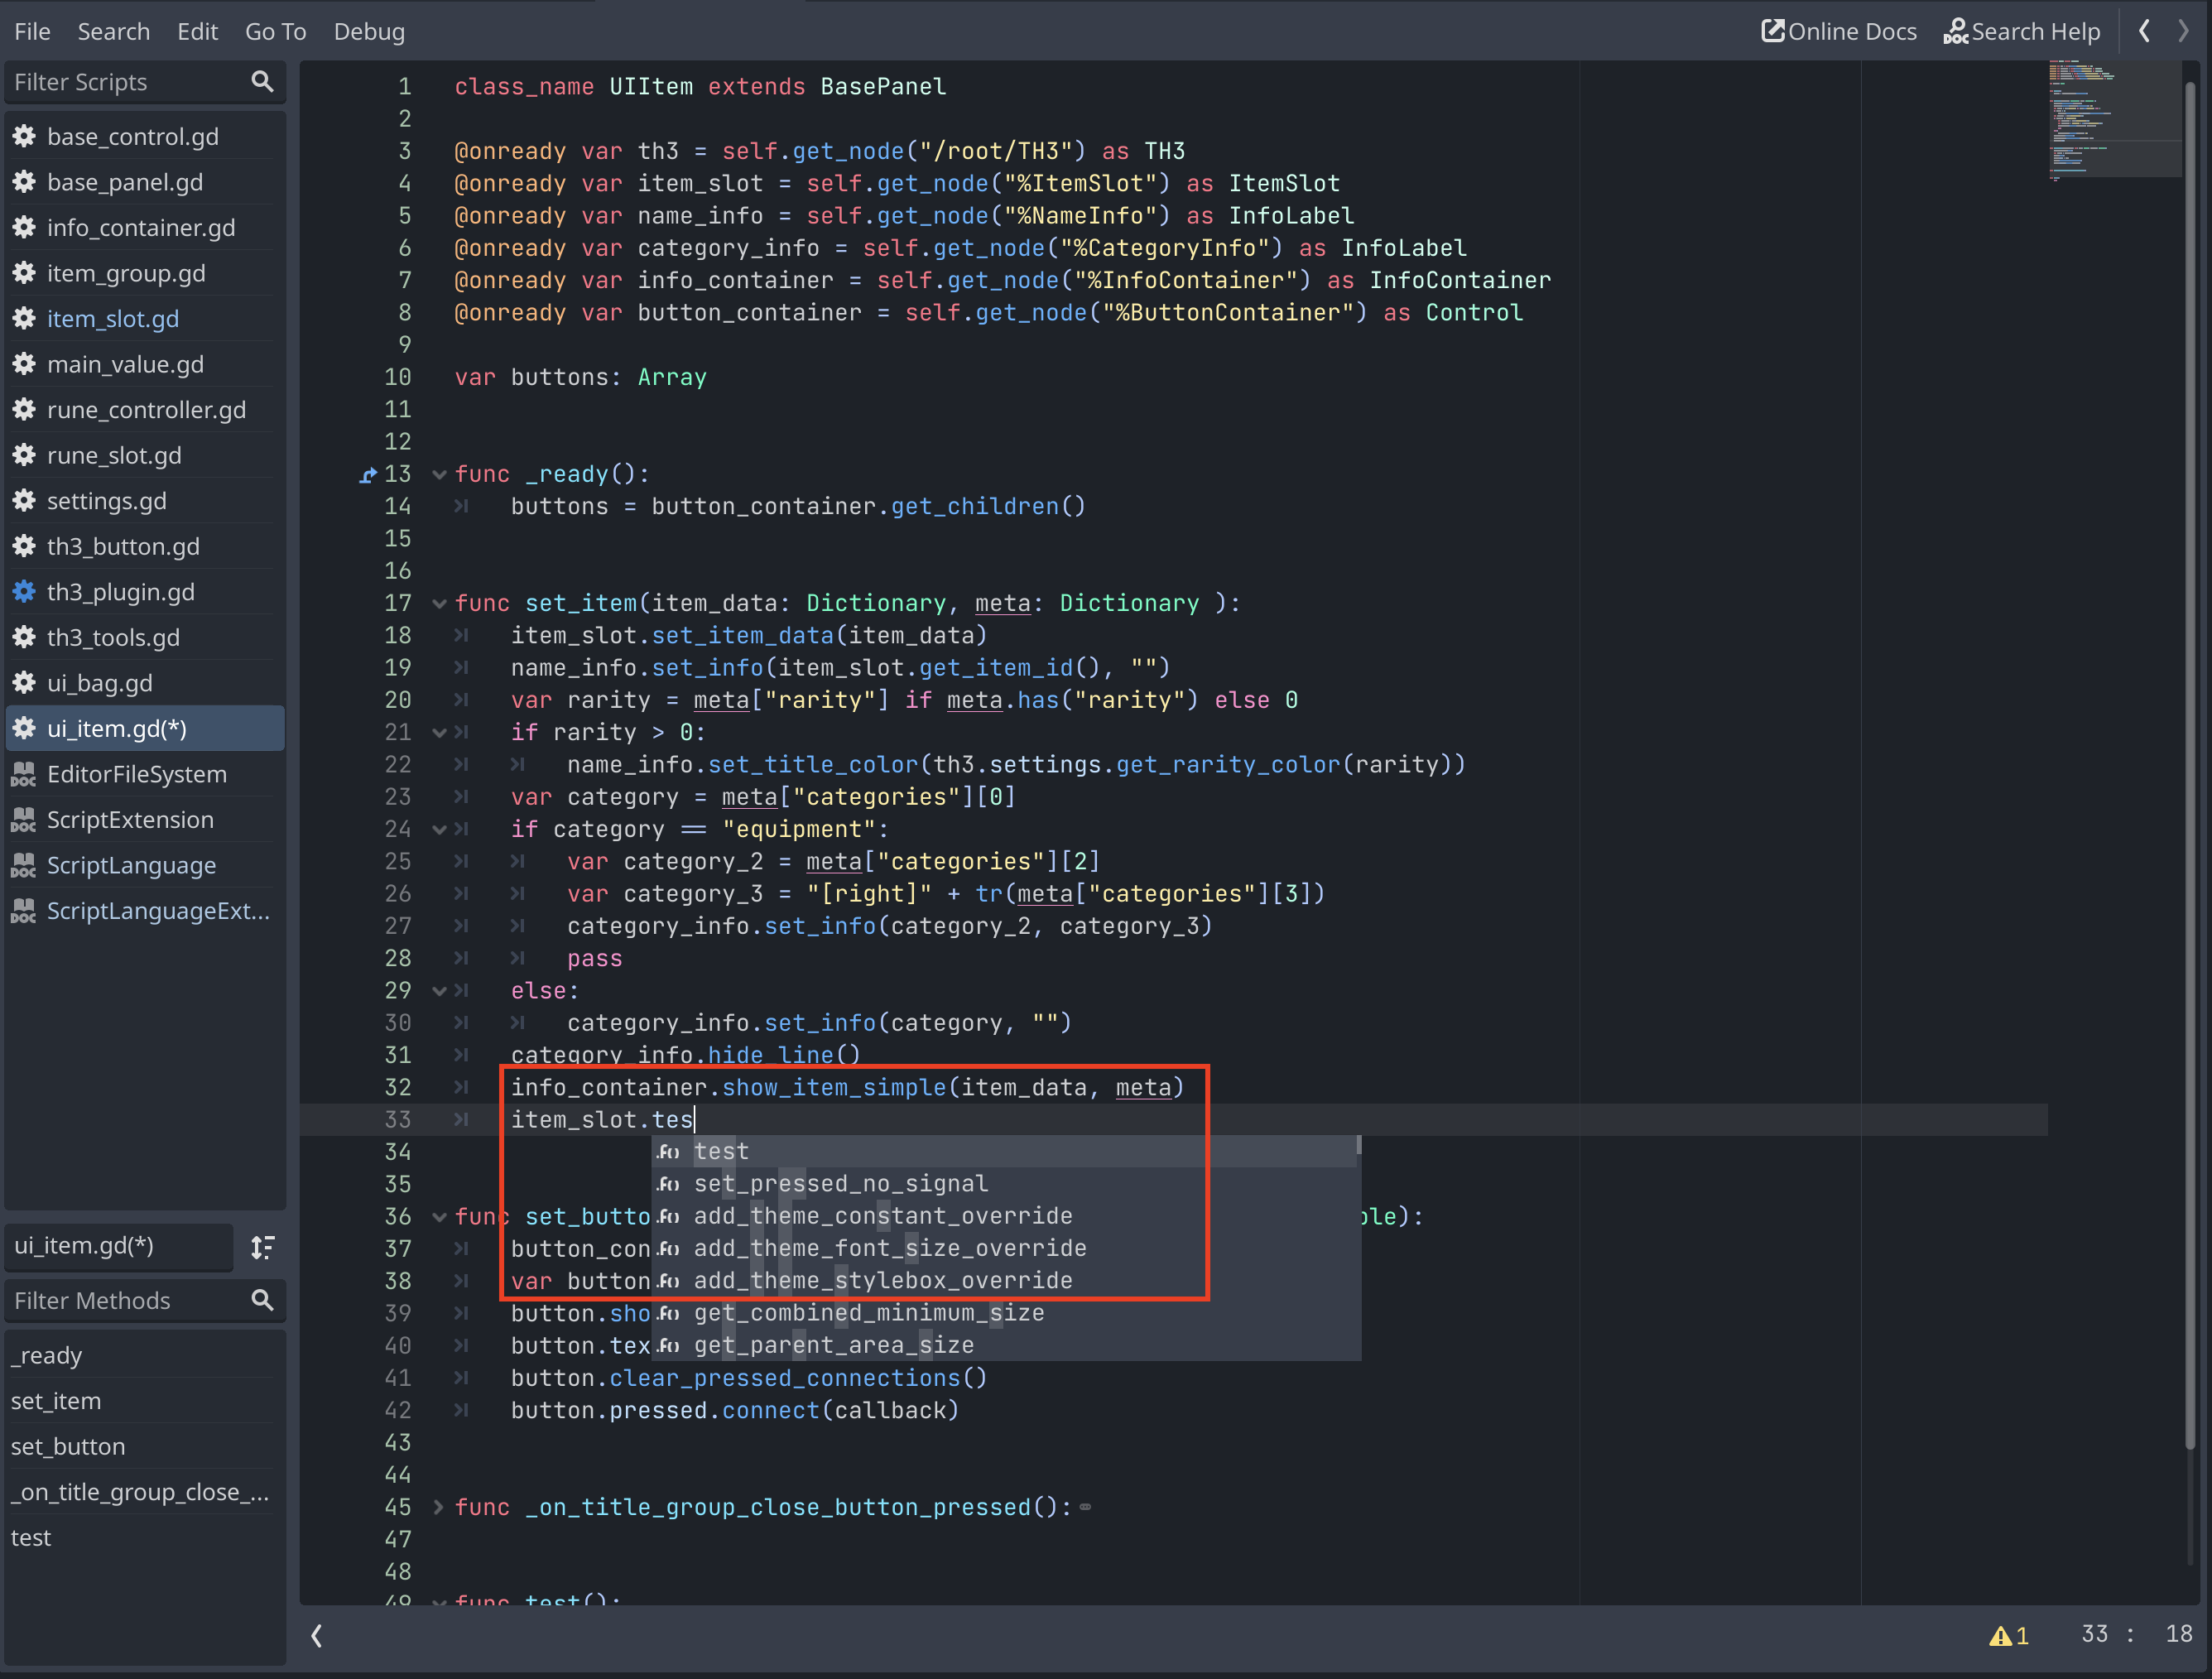 File Search Edit Go To Debug Online Docs Search Help
Filter Scripts
base_control.gd
base_panel.gd
info_container.gd
item_group.gd
item_slot.gd
main_value.gd
rune_controller.gd
rune_slot.gd
settings.gd
th3_button.gd
th3_plugin.gd
th3_tools.gd
ui_bag.gd
ui_item.gd(*)
DOC EditorFileSystem
DOC ScriptExtension
DOC ScriptLanguage
DOC ScriptLanguageExt...
ui_item.gd(*)
Filter Methods
_ready
set_item
set_button
_on_title_group_close_...
test
1 class_name UIItem extends BasePanel
2
3 @onready var th3 = self.get_node("/root/TH3") as TH3
4 @onready var item_slot = self.get_node("%ItemSlot") as ItemSlot
5 @onready var name_info = self.get_node("%NameInfo") as InfoLabel
6 @onready var category_info = self.get_node("%CategoryInfo") as InfoLabel
7 @onready var info_container = self.get_node("%InfoContainer") as InfoContainer
8 @onready var button_container = self.get_node("%ButtonContainer") as Control
9
10 var buttons: Array
11
12
13 func _ready():
14 buttons = button_container.get_children()
15
16
17 func set_item(item_data: Dictionary, meta: Dictionary ):
18 item_slot.set_item_data(item_data)
19 name_info.set_info(item_slot.get_item_id(), "")
20 var rarity = meta["rarity"] if meta.has("rarity") else 0
21 if rarity > 0:
22 name_info.set_title_color(th3.settings.get_rarity_color(rarity))
23 var category = meta["categories"][0]
24 if category == "equipment":
25 var category_2 = meta["categories"][2]
26 var category_3 = "[right]" + tr(meta["categories"][3])
27 category_info.set_info(category_2, category_3)
28 pass
29 else:
30 category_info.set_info(category, "")
31 category_info.hide_line()
32 info_container.show_item_simple(item_data, meta)
33 item_slot.tes
34 test
35 set_pressed_no_signal
36 func set_butto add_theme_constant_override ble):
37 button_con add_theme_font_size_override
38 var button add_theme_stylebox_override
39 button.sho get_combined_minimum_size
40 button.tex get_parent_area_size
41 button.clear_pressed_connections()
42 button.pressed.connect(callback)
43
44
45 func _on_title_group_close_button_pressed():
47
48
49 func test():
1 33 : 18